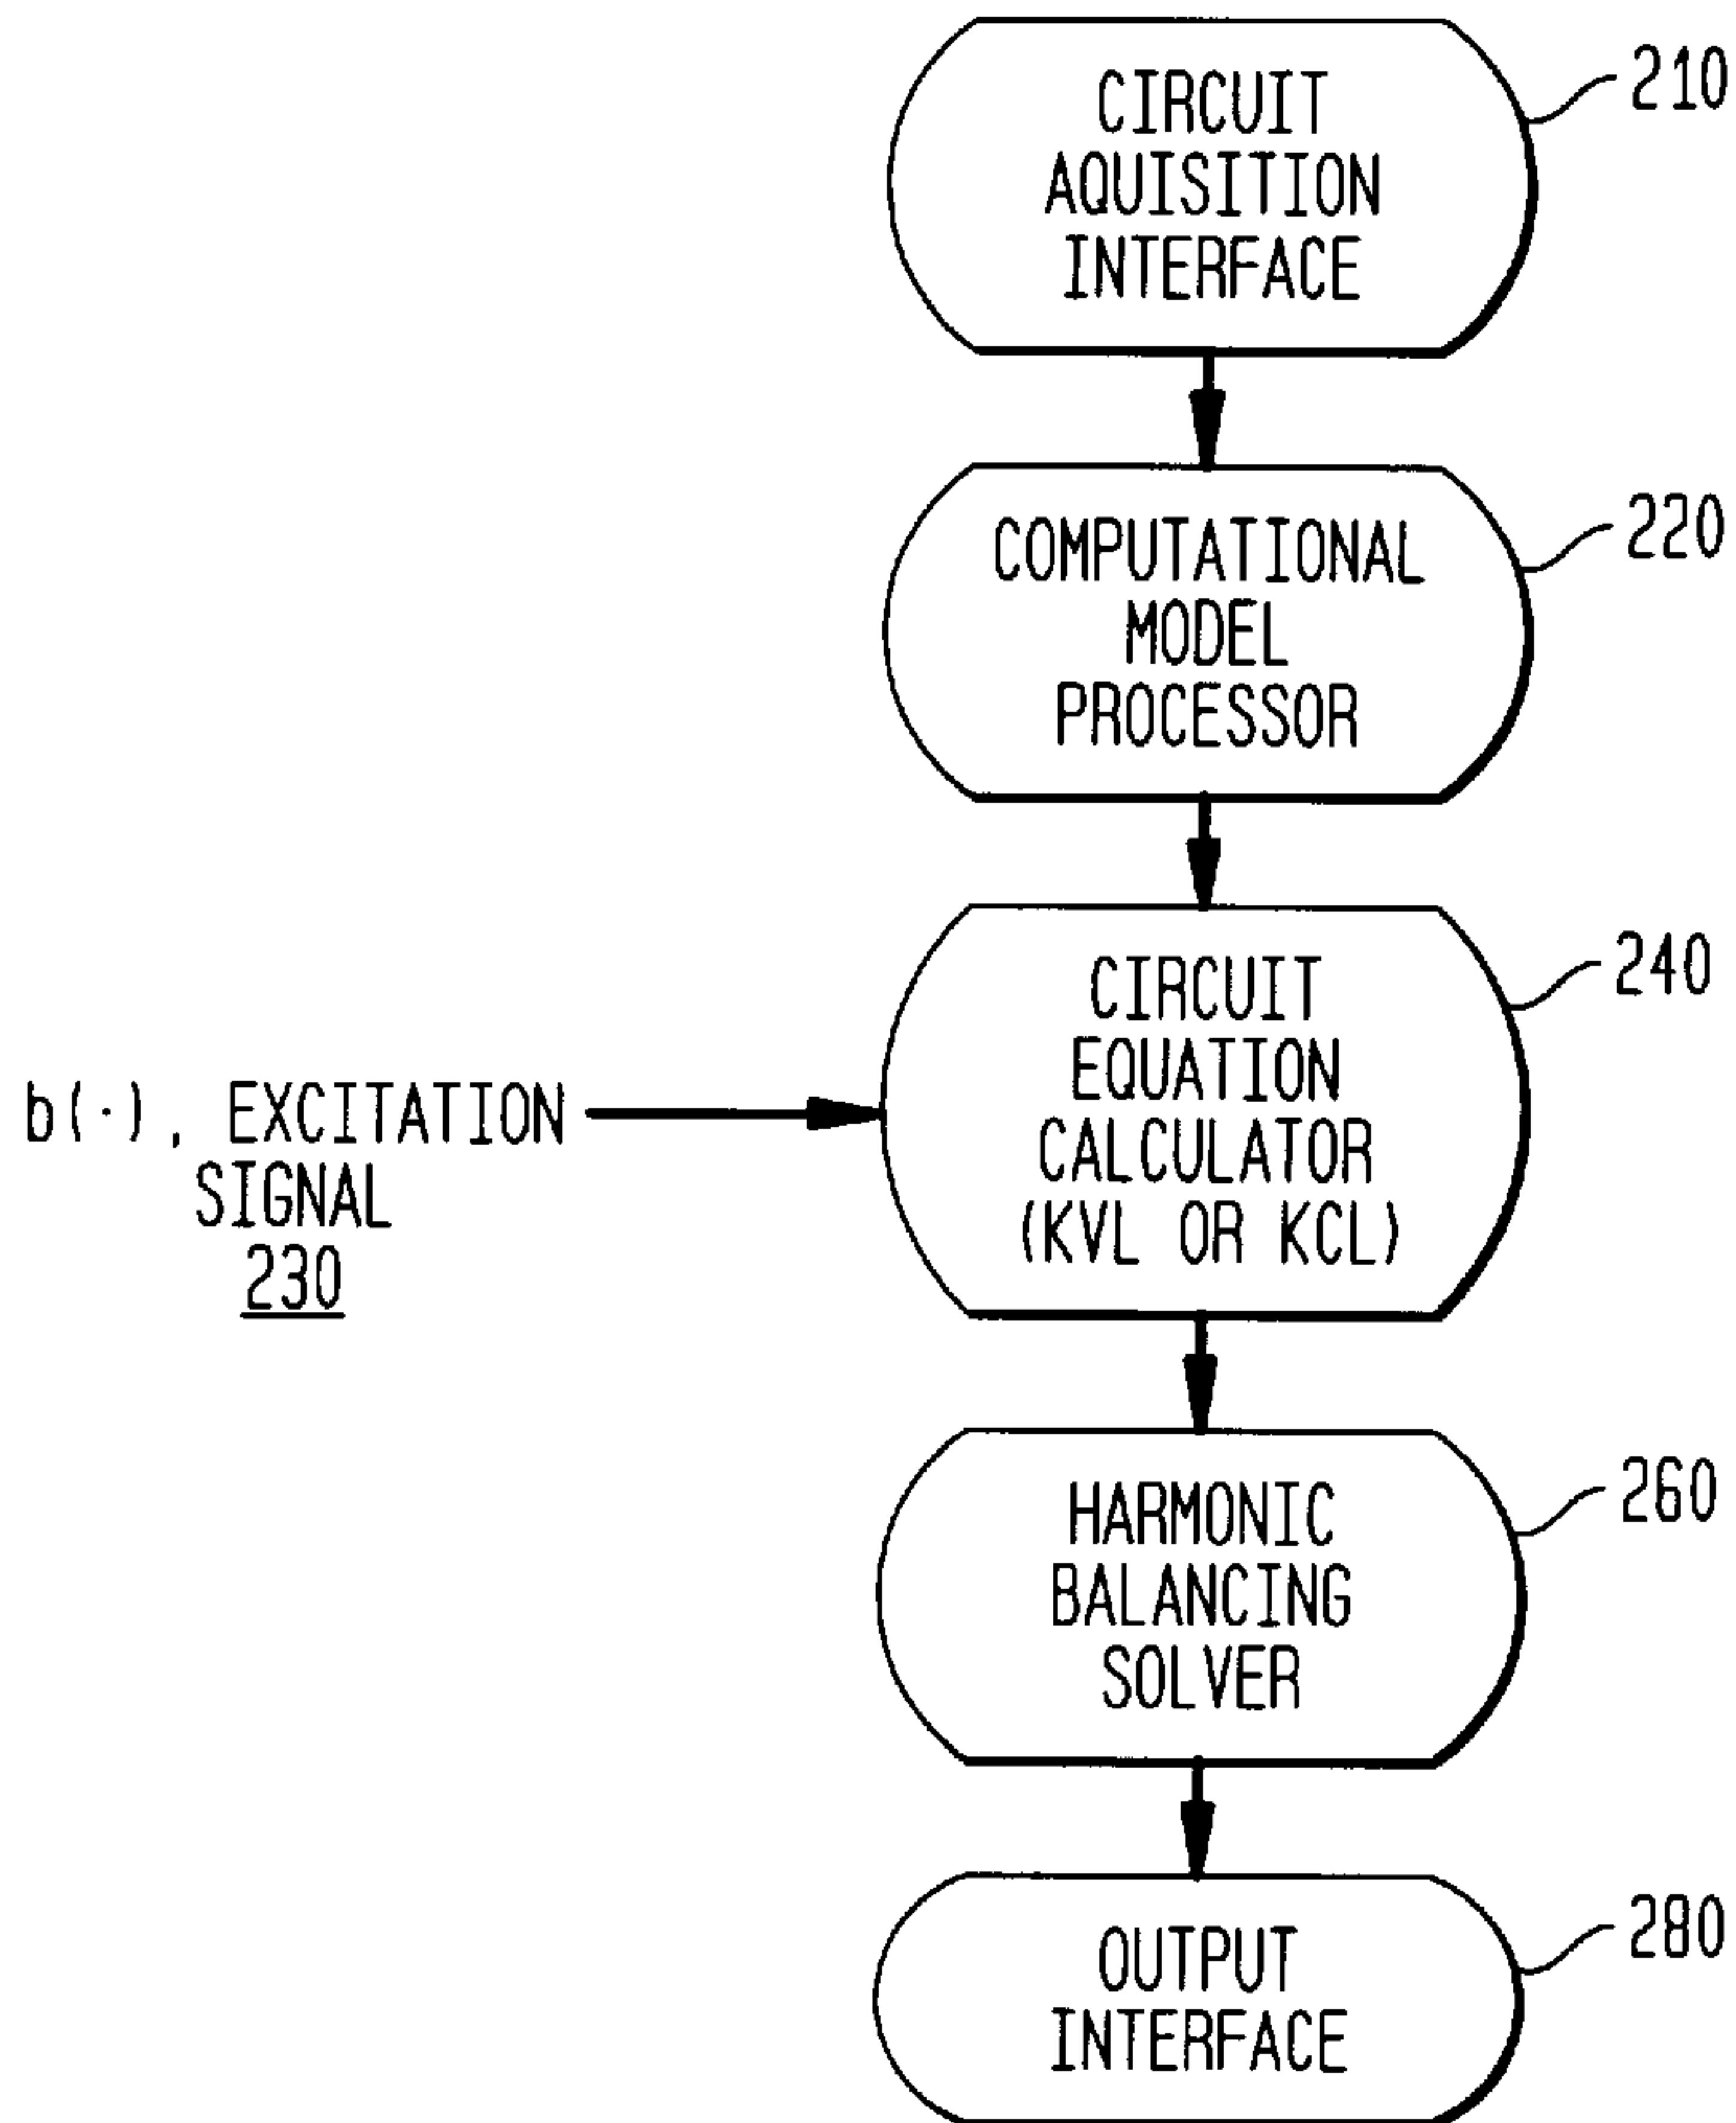 CIRCUIT
AQUISITION
INTERFACE
210
COMPUTATIONAL
MODEL
PROCESSOR
220
b(·), EXCITATION
SIGNAL
230
CIRCUIT
EQUATION
CALCULATOR
(KVL OR KCL)
240
HARMONIC
BALANCING
SOLVER
260
OUTPUT
INTERFACE
280